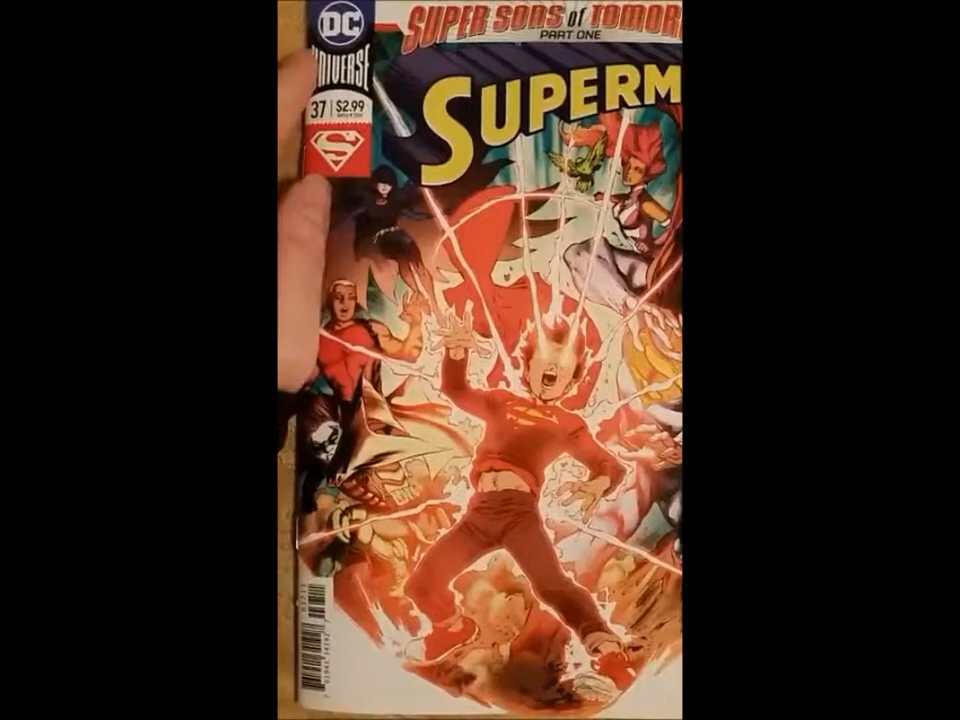 DC
UNIVERSE
37 $2.99
S
SUPER SONS of TOMOR
PART ONE
SUPERM